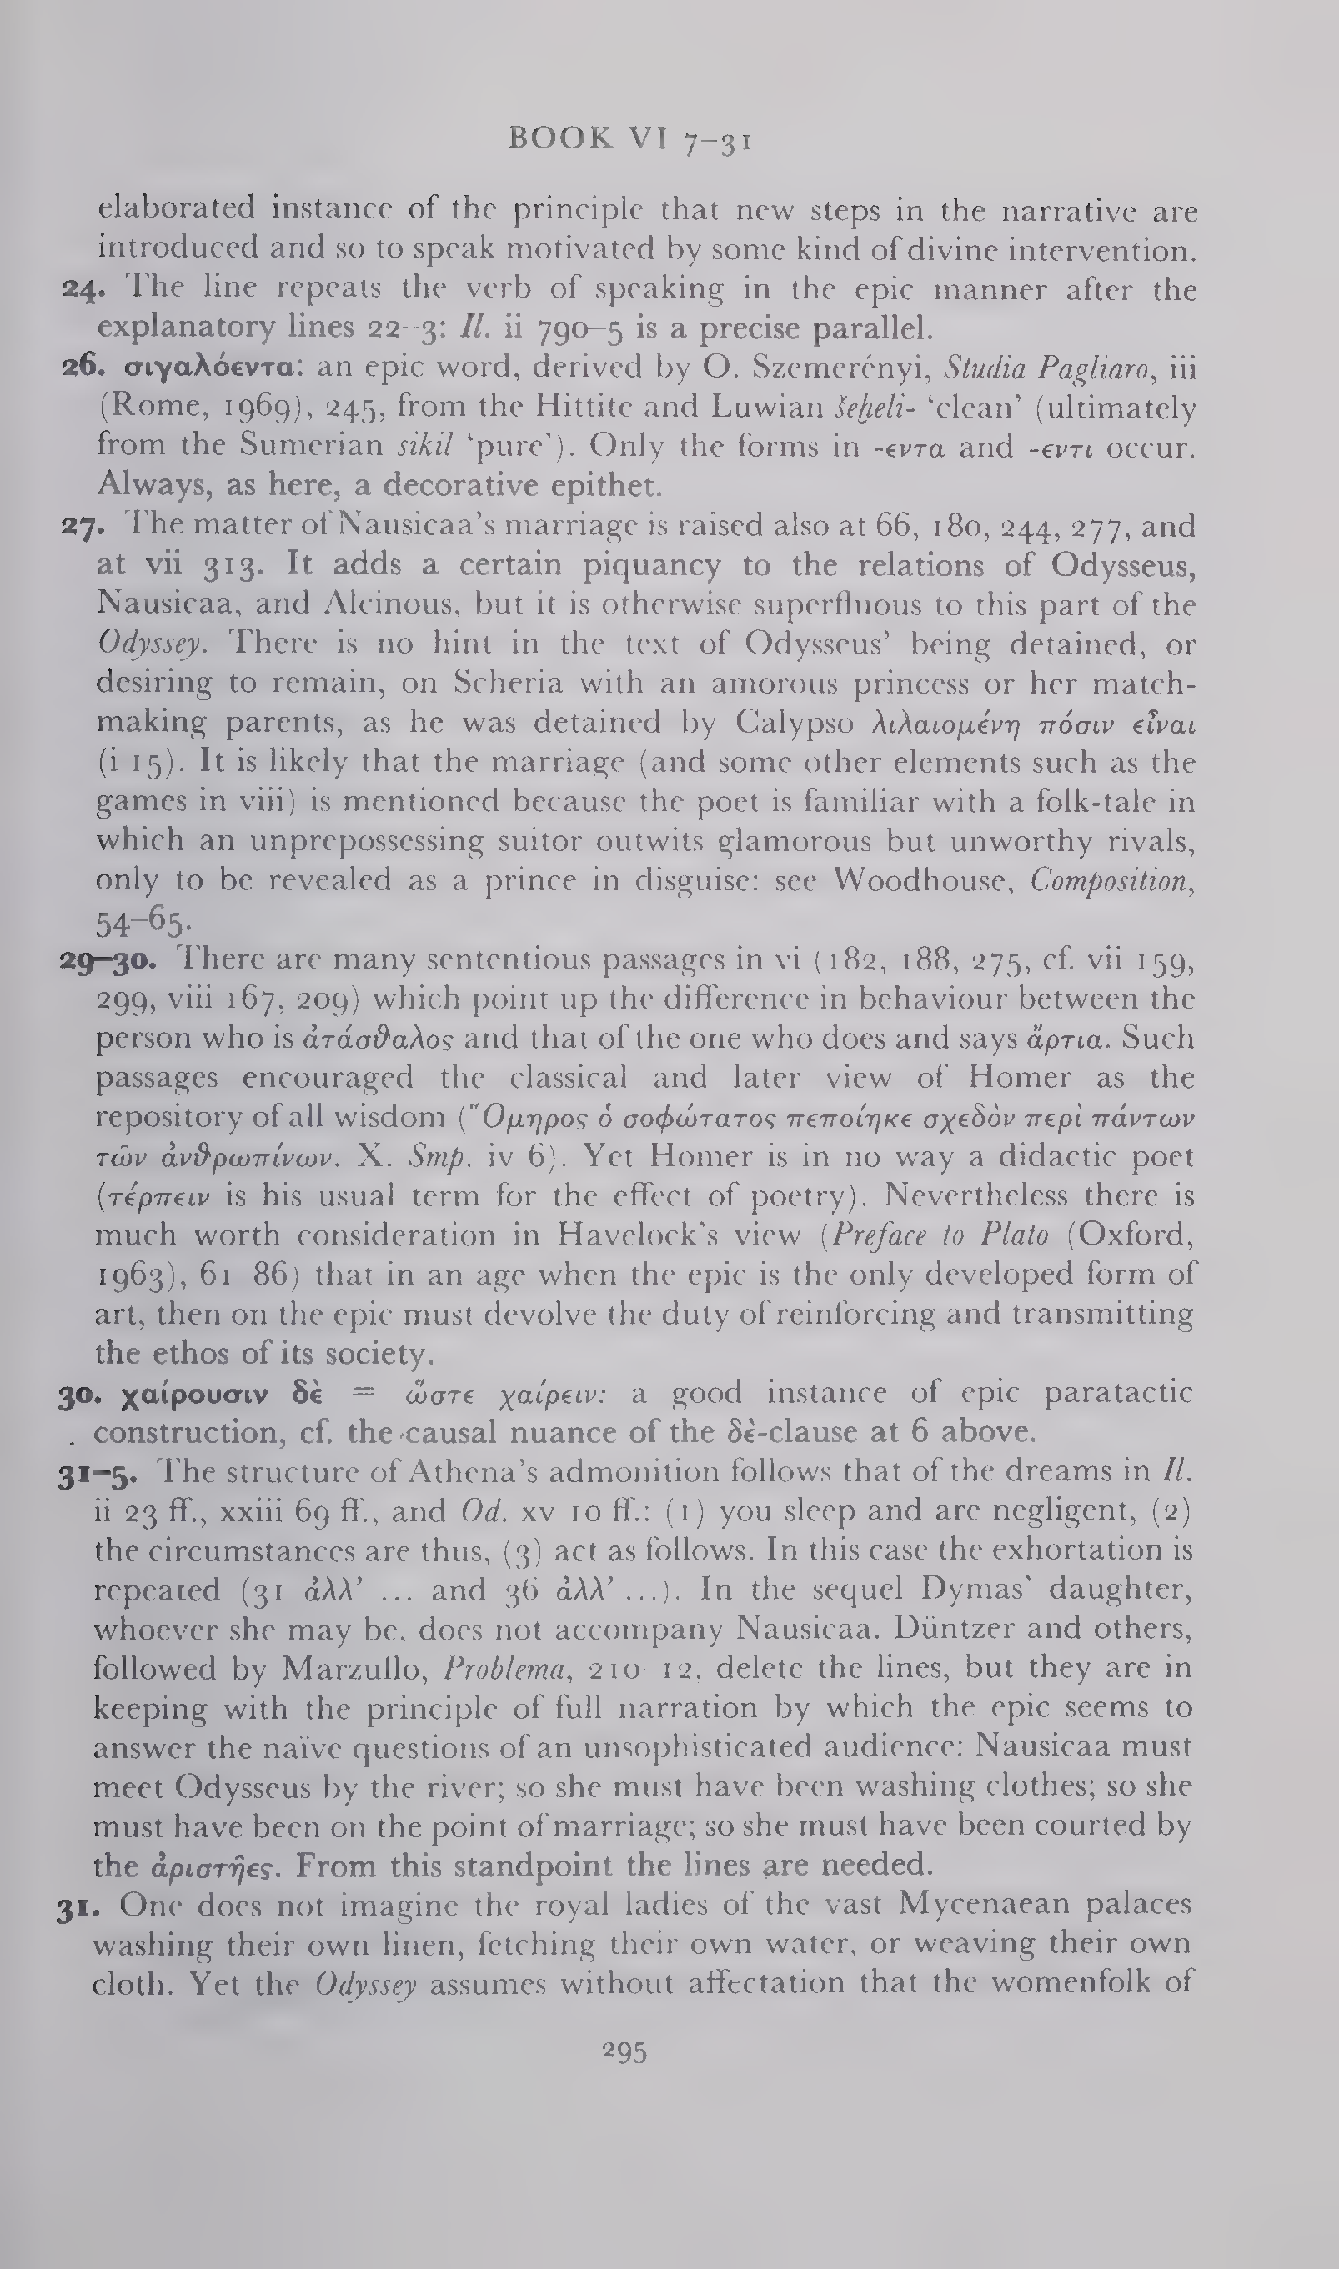 BOOK VI 7–31
elaborated instance of the principle that new steps in the narrative are
introduced and so to speak motivated by some kind of divine intervention.
24. The line repeats the verb of speaking in the epic manner after the
explanatory lines 22–3: Il. ii 790–5 is a precise parallel.
26. σιγαλόεντα: an epic word, derived by O. Szemerényi, Studia Pagliaro, iii
(Rome, 1969), 245, from the Hittite and Luwian šeḫeli- ‘clean’ (ultimately
from the Sumerian sikil ‘pure’). Only the forms in -εντα and -εντι occur.
Always, as here, a decorative epithet.
27. The matter of Nausicaa’s marriage is raised also at 66, 180, 244, 277, and
at vii 313. It adds a certain piquancy to the relations of Odysseus,
Nausicaa, and Alcinous, but it is otherwise superfluous to this part of the
Odyssey. There is no hint in the text of Odysseus’ being detained, or
desiring to remain, on Scheria with an amorous princess or her match-
making parents, as he was detained by Calypso λιλαιομένη πόσιν εἶναι
(i 15). It is likely that the marriage (and some other elements such as the
games in viii) is mentioned because the poet is familiar with a folk-tale in
which an unprepossessing suitor outwits glamorous but unworthy rivals,
only to be revealed as a prince in disguise: see Woodhouse, Composition,
54–65.
29–30. There are many sententious passages in vi (182, 188, 275, cf. vii 159,
299, viii 167, 209) which point up the difference in behaviour between the
person who is ἀτάσϑαλος and that of the one who does and says ἄρτια. Such
passages encouraged the classical and later view of Homer as the
repository of all wisdom (Ὅμηρος ὁ σοφώτατος πεποίηκε σχεδὸν περὶ πάντων
τῶν ἀνϑρωπίνων. X. Smp. iv 6). Yet Homer is in no way a didactic poet
(τέρπειν is his usual term for the effect of poetry). Nevertheless there is
much worth consideration in Havelock's view (Preface to Plato (Oxford,
1963), 61–86) that in an age when the epic is the only developed form of
art, then on the epic must devolve the duty of reinforcing and transmitting
the ethos of its society.
30. χαίρουσιν δὲ = ὥστε χαίρειν: a good instance of epic paratactic
construction, cf. the causal nuance of the δέ-clause at 6 above.
31–5. The structure of Athena’s admonition follows that of the dreams in Il.
ii 23 ff., xxiii 69 ff., and Od. xv 10 ff.: (1) you sleep and are negligent, (2)
the circumstances are thus, (3) act as follows. In this case the exhortation is
repeated (31 ἀλλ’ ... and 36 ἀλλ’ ...). In the sequel Dymas' daughter,
whoever she may be, does not accompany Nausicaa. Düntzer and others,
followed by Marzullo, Problema, 210–12, delete the lines, but they are in
keeping with the principle of full narration by which the epic seems to
answer the naïve questions of an unsophisticated audience: Nausicaa must
meet Odysseus by the river; so she must have been washing clothes; so she
must have been on the point of marriage; so she must have been courted by
the ἀριστῆες. From this standpoint the lines are needed.
31. One does not imagine the royal ladies of the vast Mycenaean palaces
washing their own linen, fetching their own water, or weaving their own
cloth. Yet the Odyssey assumes without affectation that the womenfolk of
295